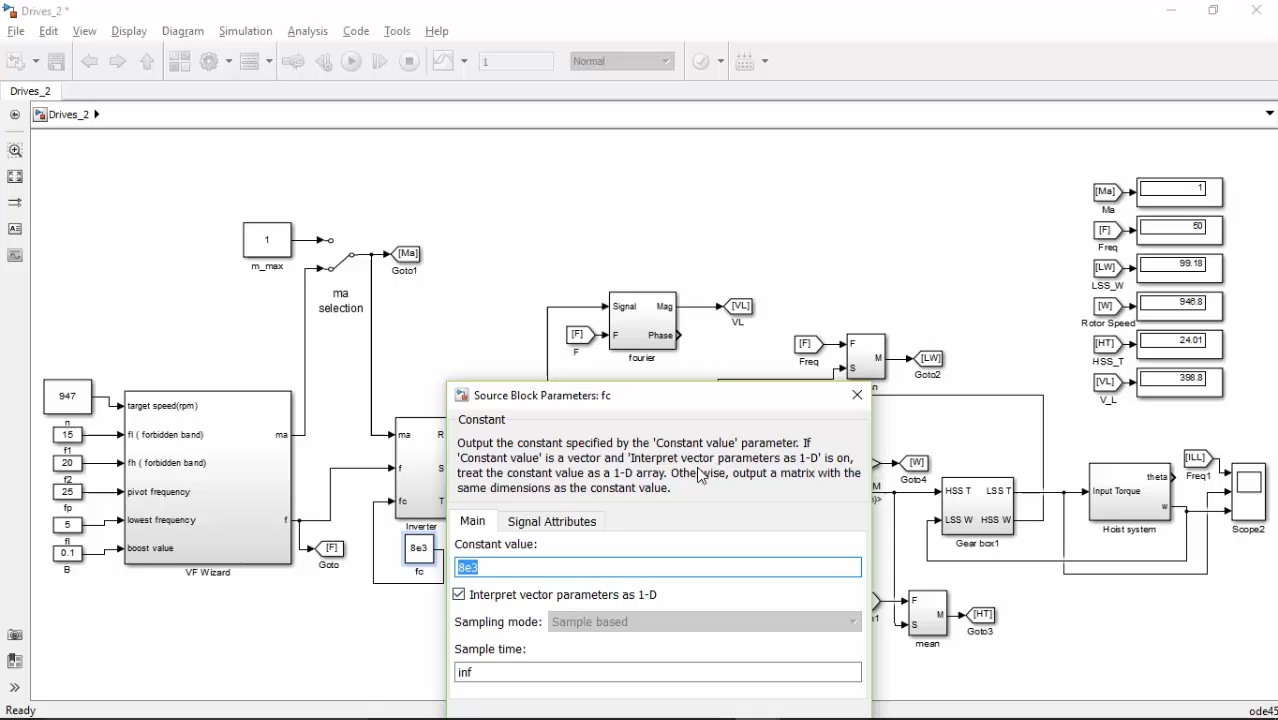 Drives_2 *
File Edit View Display Diagram Simulation Analysis Code Tools Help
1
Normal
Drives_2
Drives_2
1
m_max
[Ma]
Goto1
ma
selection
947
n
15
f1
20
f2
25
fp
5
fl
0.1
B
target speed(rpm)
fl ( forbidden band)
fh ( forbidden band)
pivot frequency
lowest frequency
boost value
ma
f
VF Wizard
[F]
Goto
ma
f
fc
R
S
T
Inverter
8e3
fc
[F]
F
Signal
F
Mag
Phase
fourier
[VL]
VL
[F]
Freq
F
S
M
n
[LW]
Goto2
[Ma]
Ma
1
[F]
Freq
50
[LW]
LSS_W
99.18
[W]
Rotor Speed
946.8
[HT]
HSS_T
24.01
[VL]
V_L
398.8
Source Block Parameters: fc
Constant
Output the constant specified by the 'Constant value' parameter. If
'Constant value' is a vector and 'Interpret vector parameters as 1-D' is on,
treat the constant value as a 1-D array. Otherwise, output a matrix with the
same dimensions as the constant value.
Main
Signal Attributes
Constant value:
8e3
Interpret vector parameters as 1-D
Sampling mode: Sample based
Sample time:
inf
[W]
Goto4
M
n)>
HSS T
LSS W
LSS T
HSS W
Gear box1
Input Torque
theta
w
Hoist system
[ILL]
Freq1
Scope2
1
F
S
M
mean
[HT]
Goto3
Ready
ode45